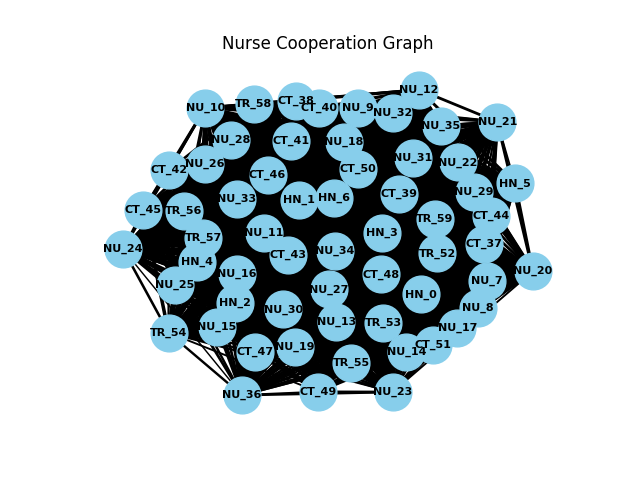 Nurse Cooperation Graph
NU_12
CT_38
TR_58
NU_10
CT_40
NU_9
NU_32
NU_21
NU_35
NU_28
CT_41
NU_18
NU_31
NU_22
NU_26
CT_42
CT_50
CT_46
HN_5
NU_29
CT_39
NU_33
HN_1
HN_6
CT_45
TR_56
CT_44
TR_59
NU_11
HN_3
TR_57
CT_37
NU_24
NU_34
CT_43
TR_52
HN_4
NU_20
NU_16
CT_48
NU_7
NU_25
NU_27
HN_0
HN_2
NU_30
NU_8
NU_13
TR_53
NU_15
NU_17
TR_54
CT_51
NU_19
CT_47
NU_14
TR_55
CT_49
NU_23
NU_36